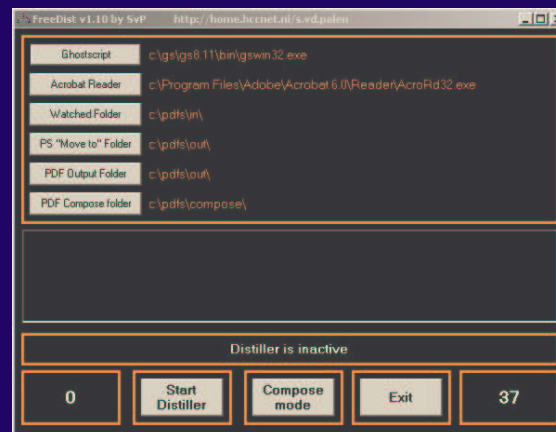 FreeDist v1.10 by SvP http://home.hccnet.nl/s.vd.palen
Ghostscript c:\gs\gs8.11\bin\gswin32.exe
Acrobat Reader c:\Program Files\Adobe\Acrobat 6.0\Reader\AcroRd32.exe
Watched Folder c:\pdfs\in\
PS "Move to" Folder c:\pdfs\out\
PDF Output Folder c:\pdfs\out\
PDF Compose folder c:\pdfs\compose\
Distiller is inactive
0 Start Distiller Compose mode Exit 37